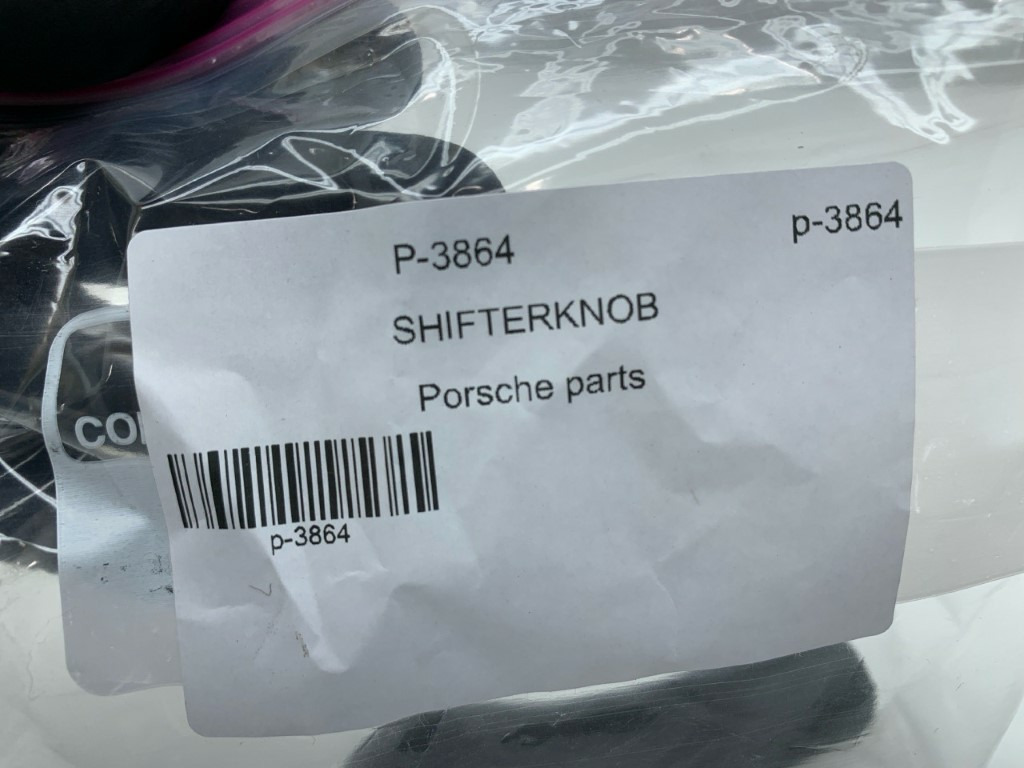 P-3864
p-3864
SHIFTERKNOB
Porsche parts
p-3864